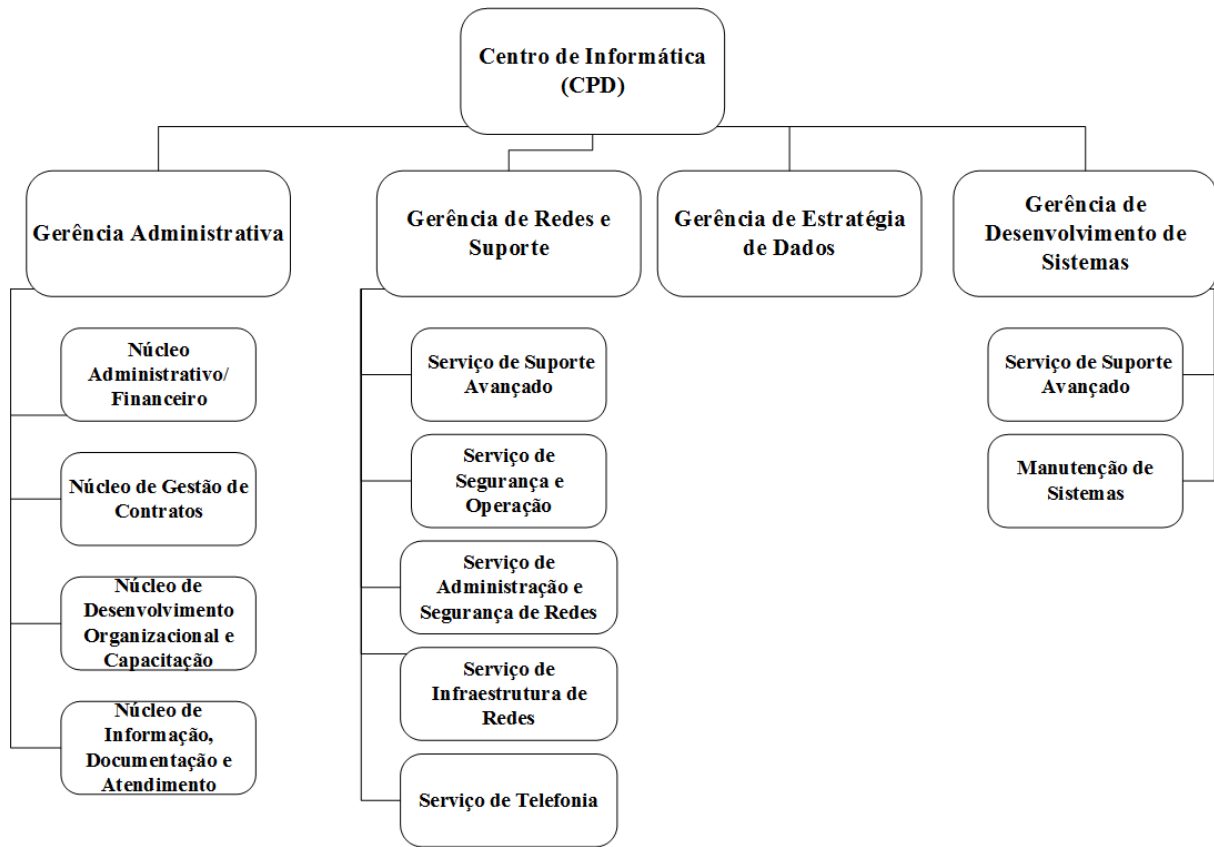 Centro de Informática
(CPD)
Gerência Administrativa
Gerência de Redes e
Suporte
Gerência de Estratégia
de Dados
Gerência de
Desenvolvimento de
Sistemas
Núcleo
Administrativo/
Financeiro
Núcleo de Gestão de
Contratos
Núcleo de
Desenvolvimento
Organizacional e
Capacitação
Núcleo de
Informação,
Documentação e
Atendimento
Serviço de Suporte
Avançado
Serviço de
Segurança e
Operação
Serviço de
Administração e
Segurança de Redes
Serviço de
Infraestrutura de
Redes
Serviço de Telefonia
Serviço de Suporte
Avançado
Manutenção de
Sistemas